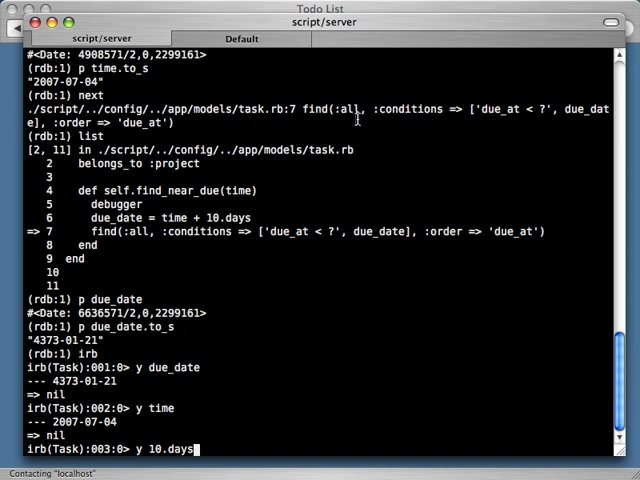 Todo List
script/server
script/server
Default
#<Date: 4908571/2,0,2299161>
(rdb:1) p time.to_s
"2007-07-04"
(rdb:1) next
./script/../config/../app/models/task.rb:7 find(:all, :conditions => ['due_at < ?', due_dat
e], :order => 'due_at')
(rdb:1) list
[2, 11] in ./script/../config/../app/models/task.rb
2 belongs_to :project
3
4 def self.find_near_due(time)
5 debugger
6 due_date = time + 10.days
=> 7 find(:all, :conditions => ['due_at < ?', due_date], :order => 'due_at')
8 end
9 end
10
11
(rdb:1) p due_date
#<Date: 6636571/2,0,2299161>
(rdb:1) p due_date.to_s
"4373-01-21"
(rdb:1) irb
irb(Task):001:0> y due_date
--- 4373-01-21
=> nil
irb(Task):002:0> y time
--- 2007-07-04
=> nil
irb(Task):003:0> y 10.days
Contacting "localhost"